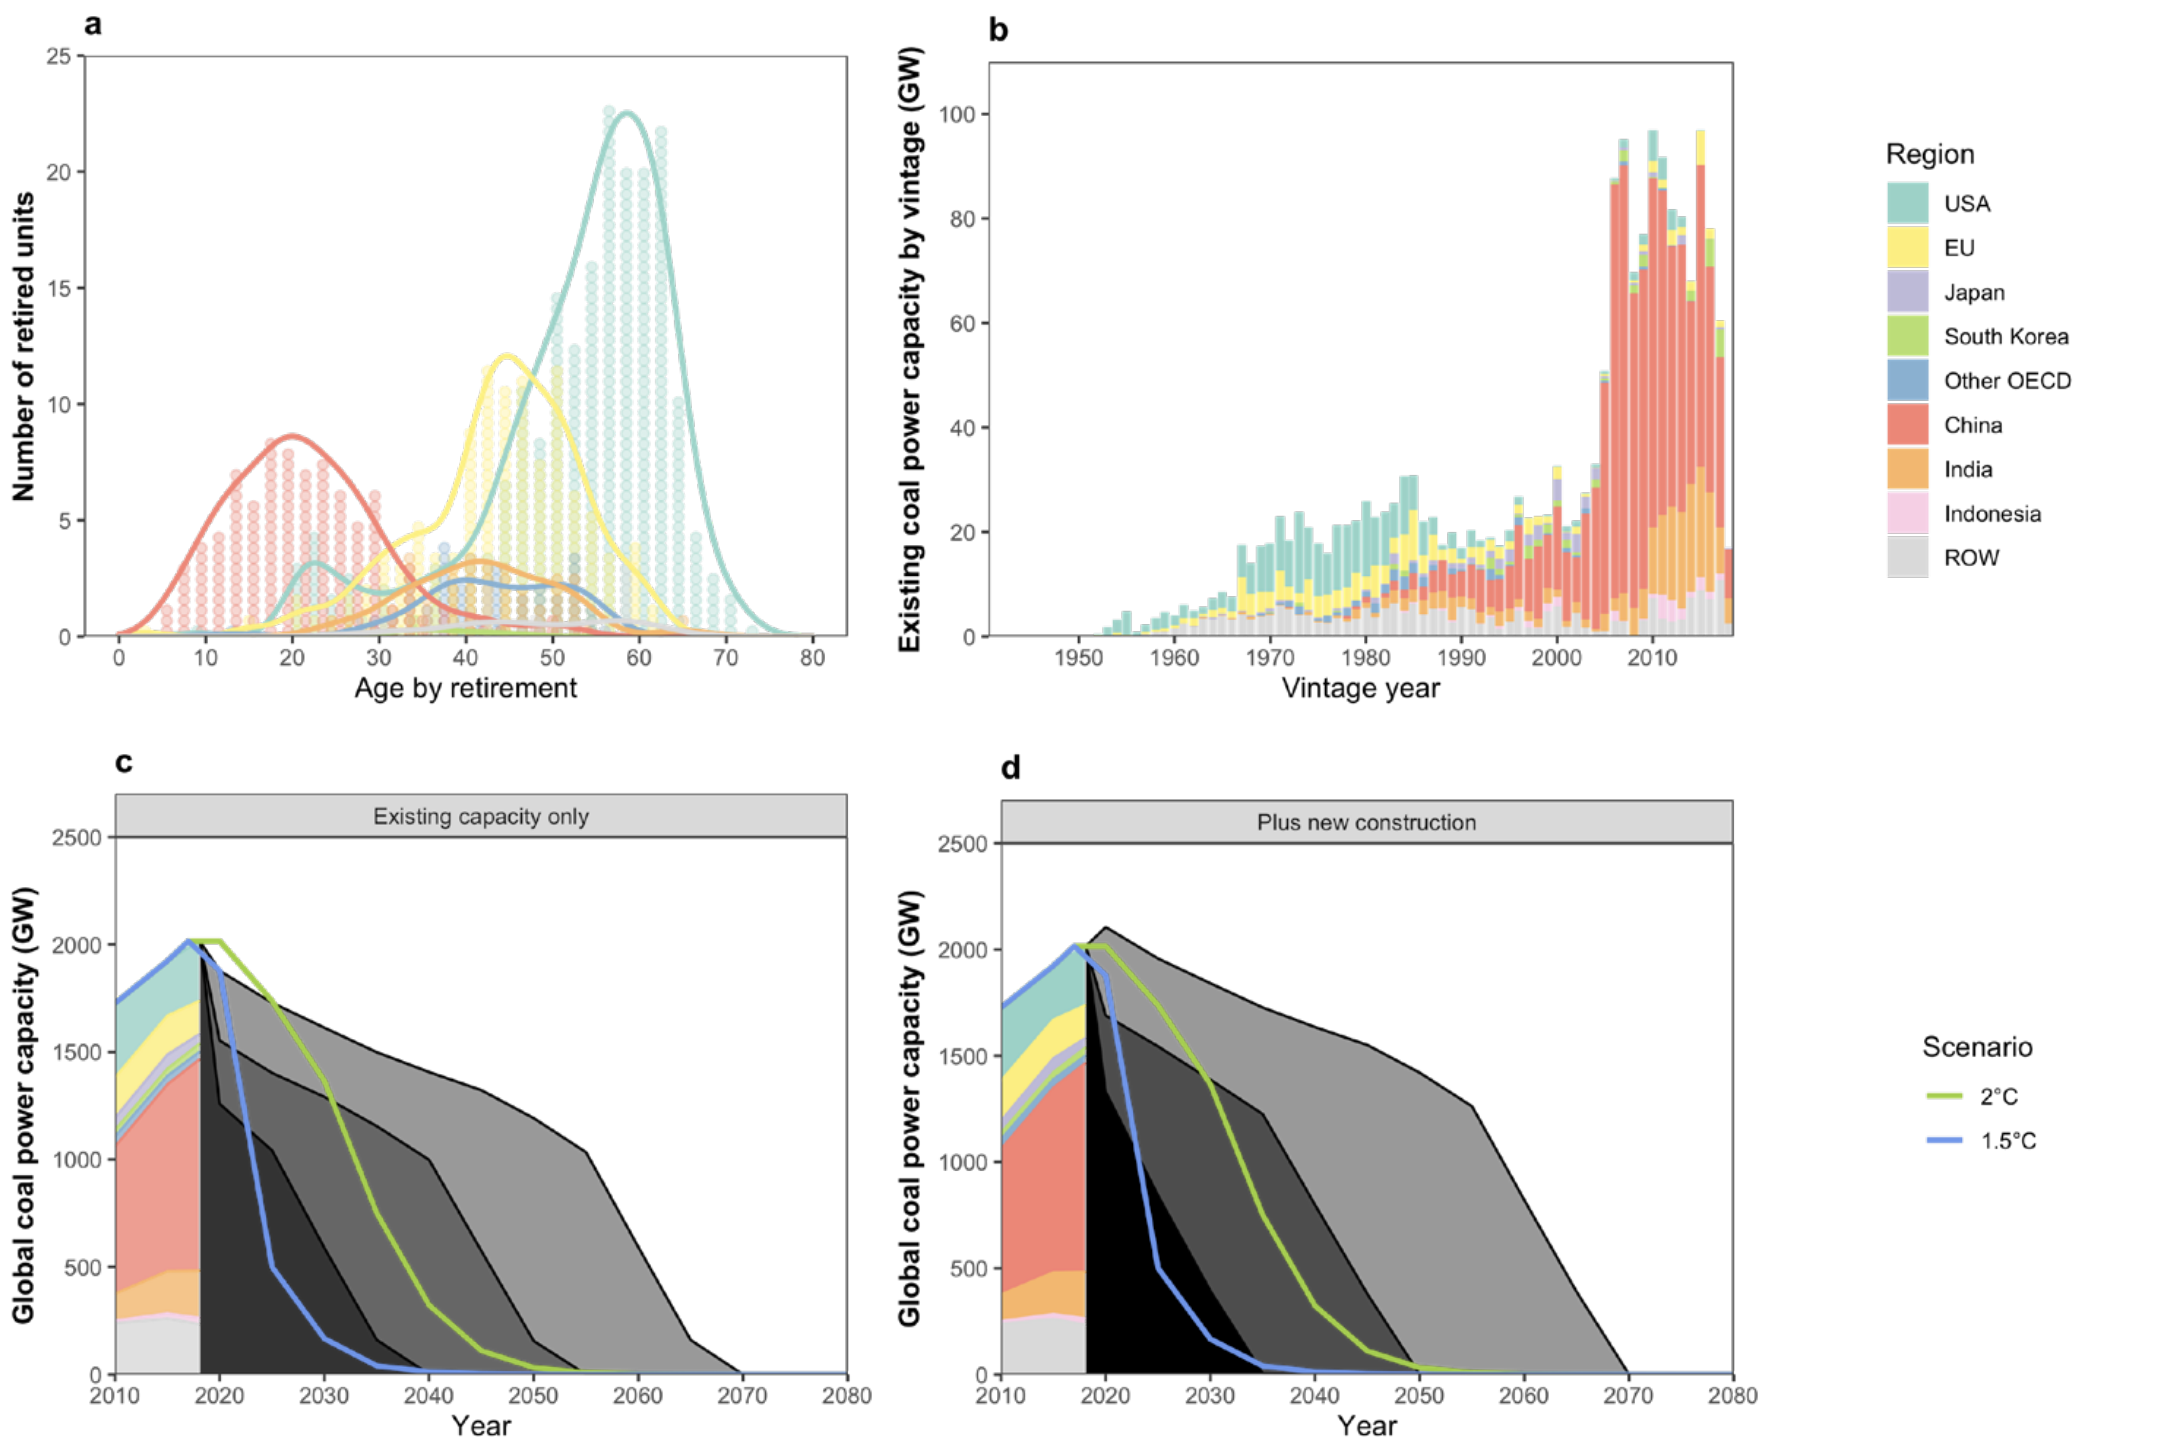 a
25
20
15
10
5
0
Number of retired units
0 10 20 30 40 50 60 70 80
Age by retirement
b
100
80
60
40
20
0
Existing coal power capacity by vintage (GW)
1950 1960 1970 1980 1990 2000 2010
Vintage year
Region
USA
EU
Japan
South Korea
Other OECD
China
India
Indonesia
ROW
c
Existing capacity only
2500
2000
1500
1000
500
0
Global coal power capacity (GW)
2010 2020 2030 2040 2050 2060 2070 2080
Year
d
Plus new construction
2500
2000
1500
1000
500
0
Global coal power capacity (GW)
2010 2020 2030 2040 2050 2060 2070 2080
Year
Scenario
2°C
1.5°C